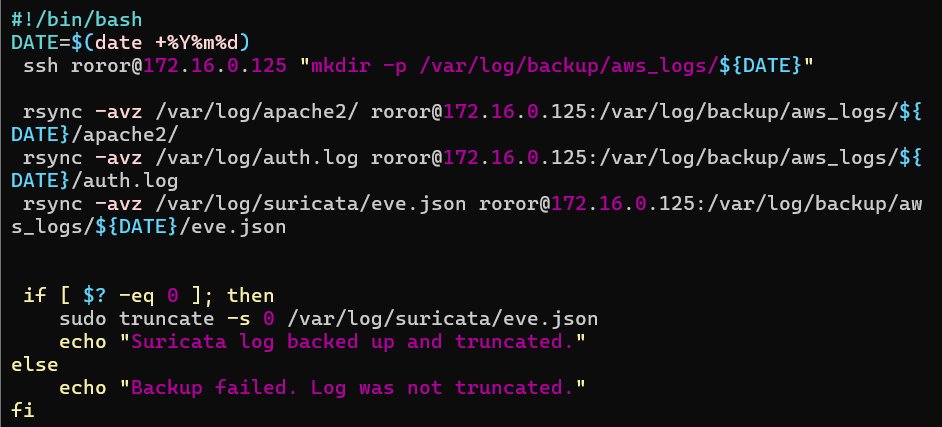 #!/bin/bash
DATE=$(date +%Y%m%d)
 ssh roror@172.16.0.125 "mkdir -p /var/log/backup/aws_logs/${DATE}"

 rsync -avz /var/log/apache2/ roror@172.16.0.125:/var/log/backup/aws_logs/${
DATE}/apache2/
 rsync -avz /var/log/auth.log roror@172.16.0.125:/var/log/backup/aws_logs/${
DATE}/auth.log
 rsync -avz /var/log/suricata/eve.json roror@172.16.0.125:/var/log/backup/aw
s_logs/${DATE}/eve.json


 if [ $? -eq 0 ]; then
    sudo truncate -s 0 /var/log/suricata/eve.json
    echo "Suricata log backed up and truncated."
else
    echo "Backup failed. Log was not truncated."
fi